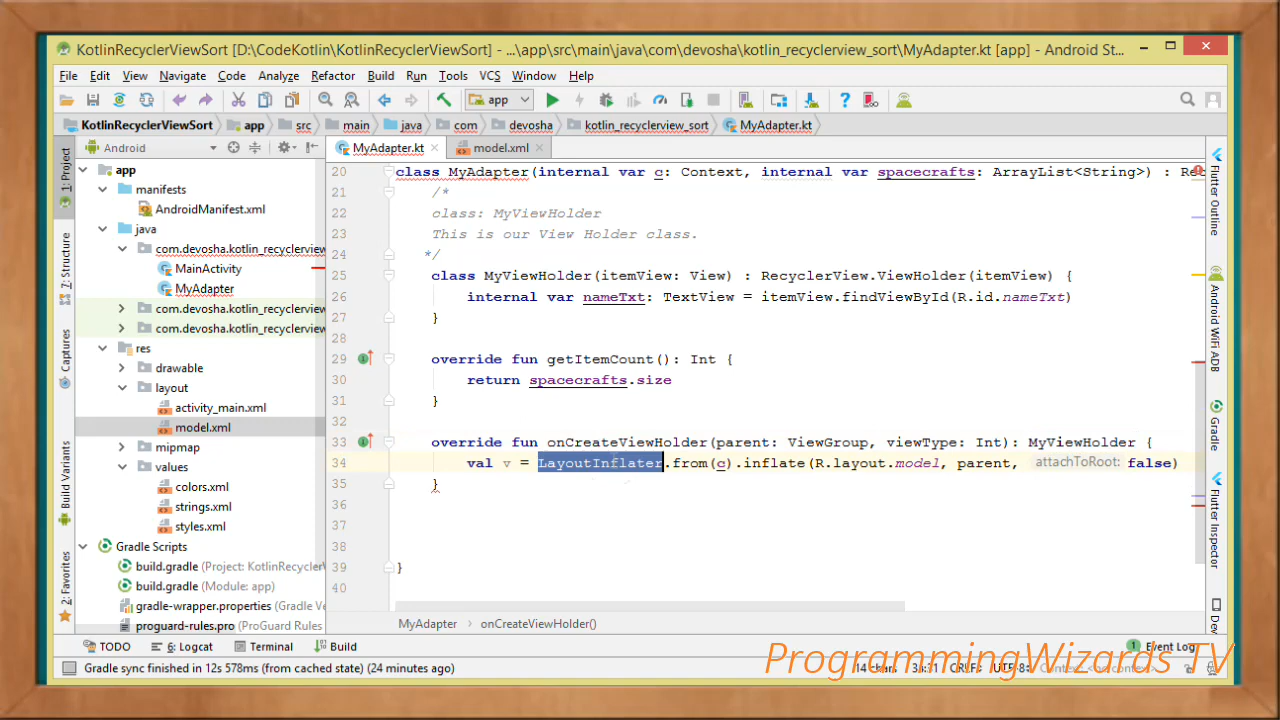 KotlinRecyclerViewSort [D:\CodeKotlin\KotlinRecyclerViewSort] - ...\app\src\main\java\com\devosha\kotlin_recyclerview_sort\MyAdapter.kt [app] - Android St...
File Edit View Navigate Code Analyze Refactor Build Run Tools VCS Window Help
app
KotlinRecyclerViewSort app src main java com devosha kotlin_recyclerview_sort MyAdapter.kt
1: Project
7: Structure
Captures
Build Variants
2: Favorites
Android
app
manifests
AndroidManifest.xml
java
com.devosha.kotlin_recyclerview
MainActivity
MyAdapter
com.devosha.kotlin_recyclerview
com.devosha.kotlin_recyclerview
res
drawable
layout
activity_main.xml
model.xml
mipmap
values
colors.xml
strings.xml
styles.xml
Gradle Scripts
build.gradle (Project: KotlinRecyclerV
build.gradle (Module: app)
gradle-wrapper.properties (Gradle Ve
proguard-rules.pro (ProGuard Rules
MyAdapter.kt model.xml
20 class MyAdapter(internal var c: Context, internal var spacecrafts: ArrayList<String>) : Re
21 /*
22 class: MyViewHolder
23 This is our View Holder class.
24 */
25 class MyViewHolder(itemView: View) : RecyclerView.ViewHolder(itemView) {
26 internal var nameTxt: TextView = itemView.findViewById(R.id.nameTxt)
27 }
28
29 override fun getItemCount(): Int {
30 return spacecrafts.size
31 }
32
33 override fun onCreateViewHolder(parent: ViewGroup, viewType: Int): MyViewHolder {
34 val v = LayoutInflater.from(c).inflate(R.layout.model, parent, attachToRoot: false)
35 }
36
37
38
39 }
40
MyAdapter onCreateViewHolder()
Flutter Outline
Android WiFi ADB
Gradle
Flutter Inspector
TODO 6: Logcat Terminal Build 1 Event Log
Gradle sync finished in 12s 578ms (from cached state) (24 minutes ago)
ProgrammingWizards TV